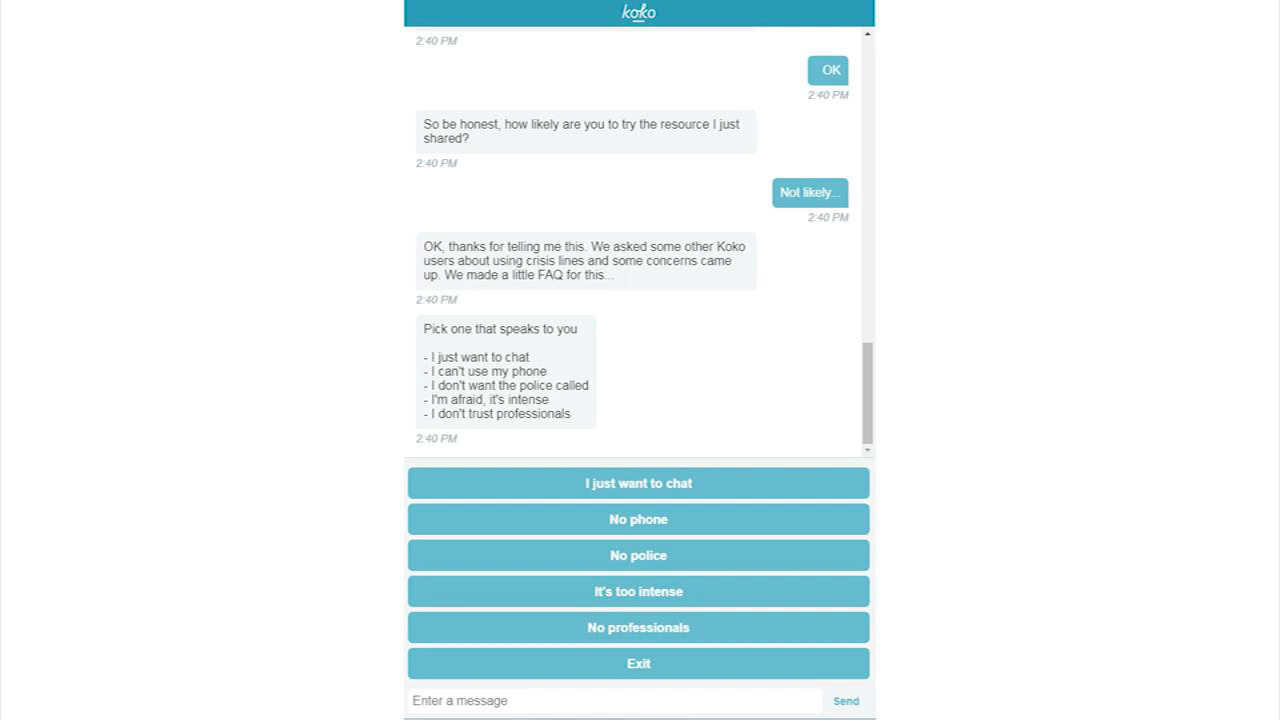 koko
2:40 PM
OK
2:40 PM
So be honest, how likely are you to try the resource I just
shared?
2:40 PM
Not likely...
2:40 PM
OK, thanks for telling me this. We asked some other Koko
users about using crisis lines and some concerns came
up. We made a little FAQ for this...
2:40 PM
Pick one that speaks to you
- I just want to chat
- I can't use my phone
- I don't want the police called
- I'm afraid, it's intense
- I don't trust professionals
2:40 PM
I just want to chat
No phone
No police
It's too intense
No professionals
Exit
Enter a message
Send